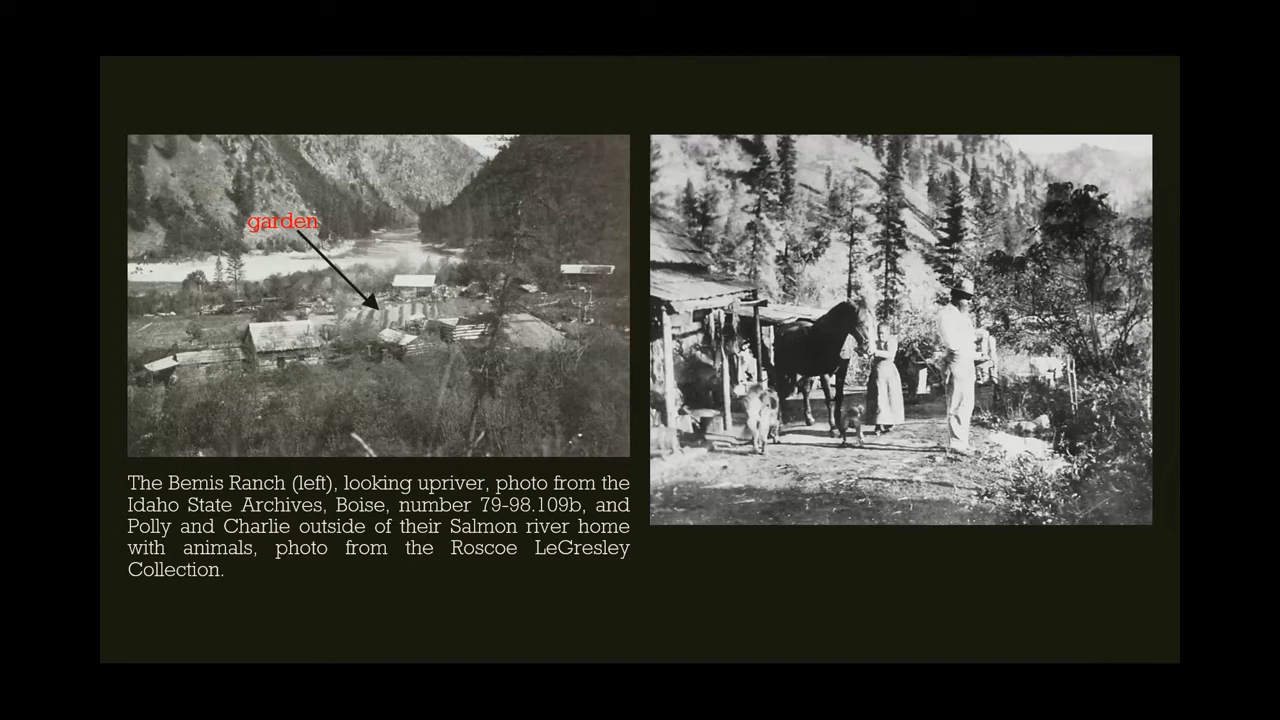 garden
The Bemis Ranch (left), looking upriver, photo from the
Idaho State Archives, Boise, number 79-98.109b, and
Polly and Charlie outside of their Salmon river home
with animals, photo from the Roscoe LeGresley
Collection.